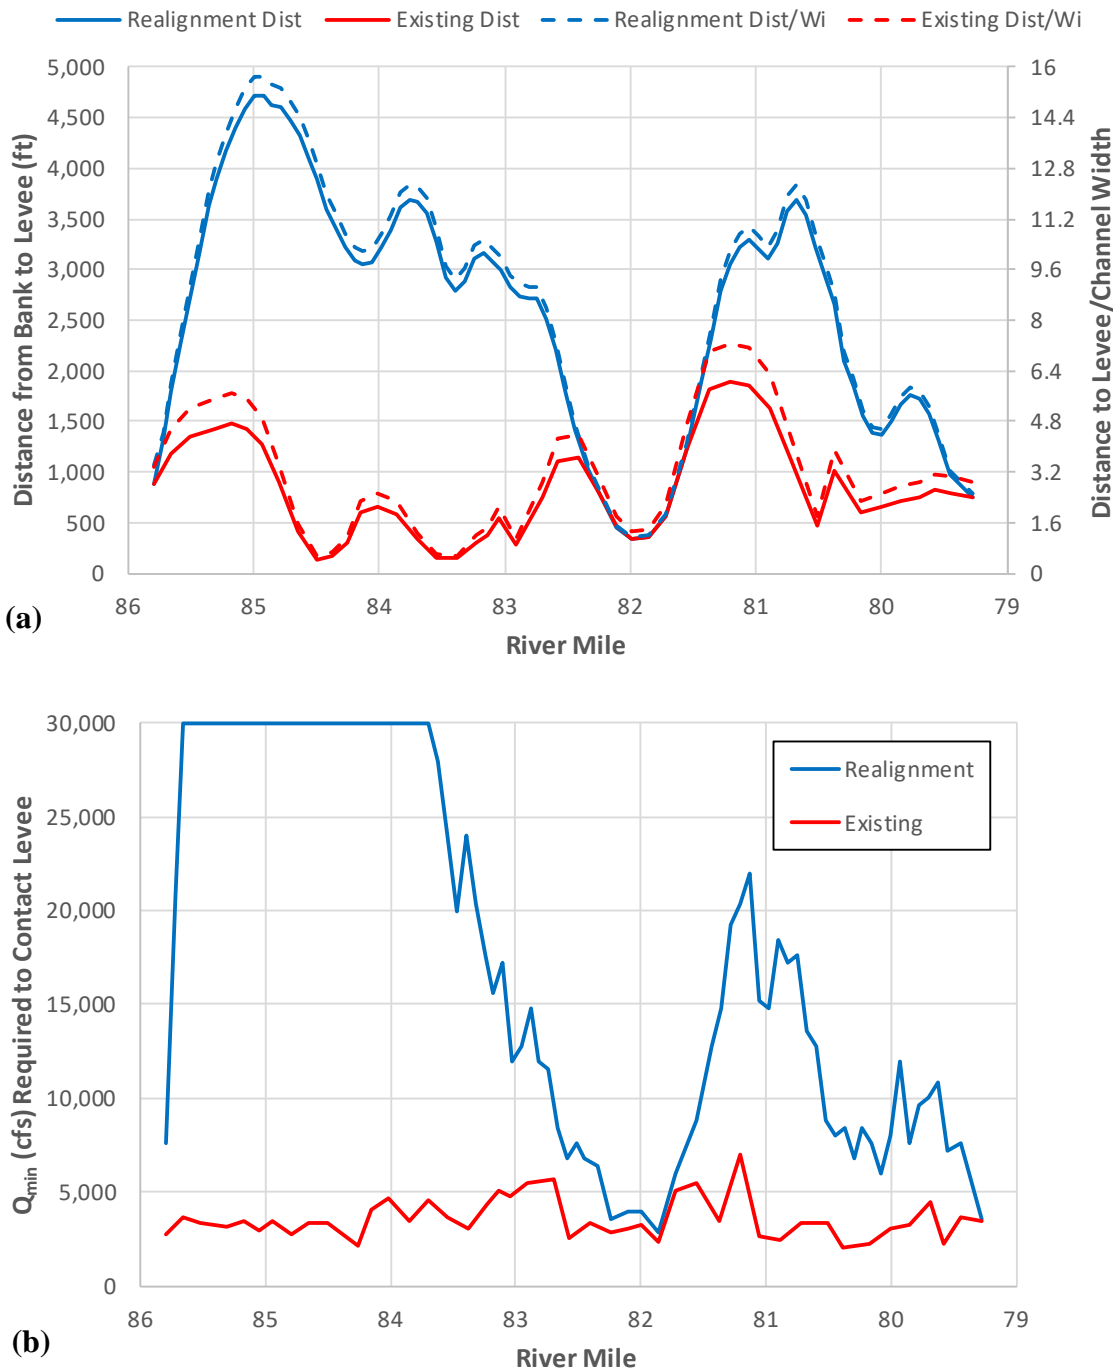 Realignment Dist Existing Dist Realignment Dist/Wi Existing Dist/Wi
5,000
4,500
4,000
3,500
3,000
2,500
2,000
1,500
1,000
500
0
Distance from Bank to Levee (ft)
16
14.4
12.8
11.2
9.6
8
6.4
4.8
3.2
1.6
0
Distance to Levee/Channel Width
86 85 84 83 82 81 80 79
River Mile
(a)
30,000
25,000
20,000
15,000
10,000
5,000
0
Qmin (cfs) Required to Contact Levee
Realignment
Existing
86 85 84 83 82 81 80 79
River Mile
(b)